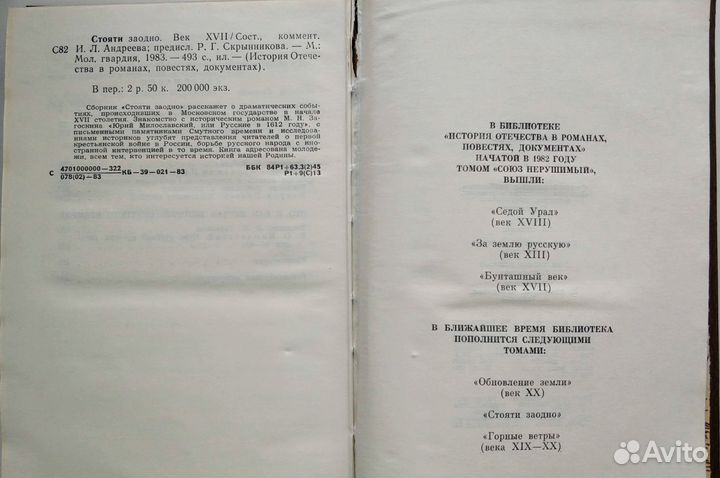 Стояти заодно. Век XVII/Сост., коммент.
С82 И. Л. Андреева; предисл. Р. Г. Скрынникова. — М.:
Мол. гвардия, 1983. — 493 с., ил. — (История Отече-
ства в романах, повестях, документах).
В пер.: 2 р. 50 к. 200 000 экз.
Сборник «Стояти заодно» расскажет о драматических собы-
тиях, происходивших в Московском государстве в начале
XVII столетия. Знакомство с историческим романом М. Н. За-
госкина «Юрий Милославский, или Русские в 1612 году», с
письменными памятниками Смутного времени и исследова-
ниями историков углубят представления читателей о первой
крестьянской войне в России, борьбе русского народа с ино-
странной интервенцией в то время. Книга адресована молоде-
жи, всем тем, кто интересуется историей нашей Родины.
С 4701000000—322 КБ—39—021—83 ББК 84Р1+63.3(2)45
078(02)—83 Р1+9(С)13
В БИБЛИОТЕКЕ
«ИСТОРИЯ ОТЕЧЕСТВА В РОМАНАХ,
ПОВЕСТЯХ, ДОКУМЕНТАХ»
НАЧАТОЙ В 1982 ГОДУ
ТОМОМ «СОЮЗ НЕРУШИМЫЙ»,
ВЫШЛИ:
«Седой Урал»
(век XVIII)
«За землю русскую»
(век XIII)
«Бунташный век»
(век XVII)
В БЛИЖАЙШЕЕ ВРЕМЯ БИБЛИОТЕКА
ПОПОЛНИТСЯ СЛЕДУЮЩИМИ
ТОМАМИ:
«Обновление земли»
(век XX)
«Стояти заодно»
«Горные ветры»
(века XIX—XX)
Avito